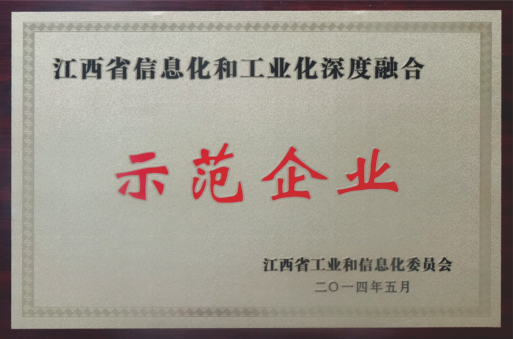 江西省信息化和工业化深度融合
示范企业
江西省工业和信息化委员会
二〇一四年五月